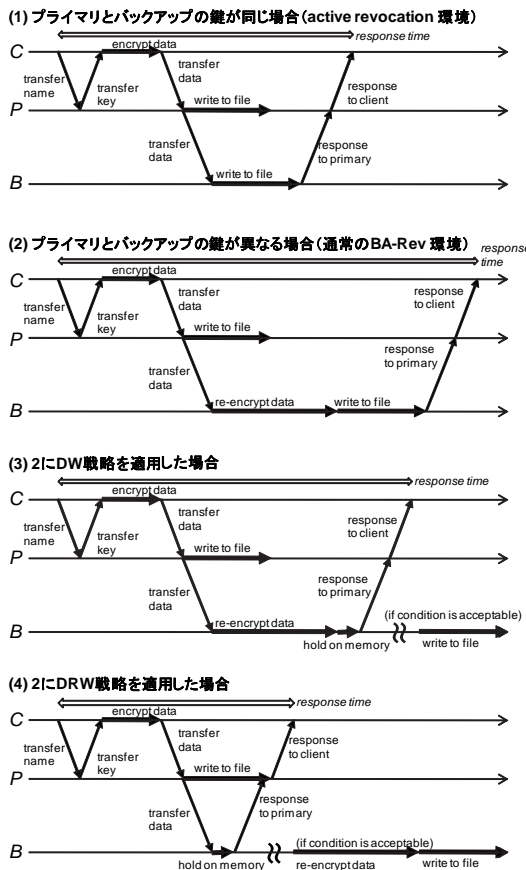 (1) プライマリとバックアップの鍵が同じ場合(active revocation 環境)
encrypt data
response time
C
transfer
name
transfer
key
transfer
data
response
to client
P
write to file
transfer
data
response
to primary
B
write to file
(2) プライマリとバックアップの鍵が異なる場合(通常のBA-Rev 環境)
response
time
encrypt data
C
transfer
name
transfer
key
transfer
data
response
to client
P
write to file
transfer
data
response
to primary
B
re-encrypt data
write to file
(3) 2にDW戦略を適用した場合
encrypt data
response time
C
transfer
name
transfer
key
transfer
data
response
to client
P
write to file
transfer
data
response
to primary
(if condition is acceptable)
B
re-encrypt data
hold on memory
write to file
(4) 2にDRW戦略を適用した場合
encrypt data
response time
C
transfer
name
transfer
key
transfer
data
response
to client
P
write to file
transfer
data
response
to primary
(if condition is acceptable)
B
hold on memory
re-encrypt data
write to file